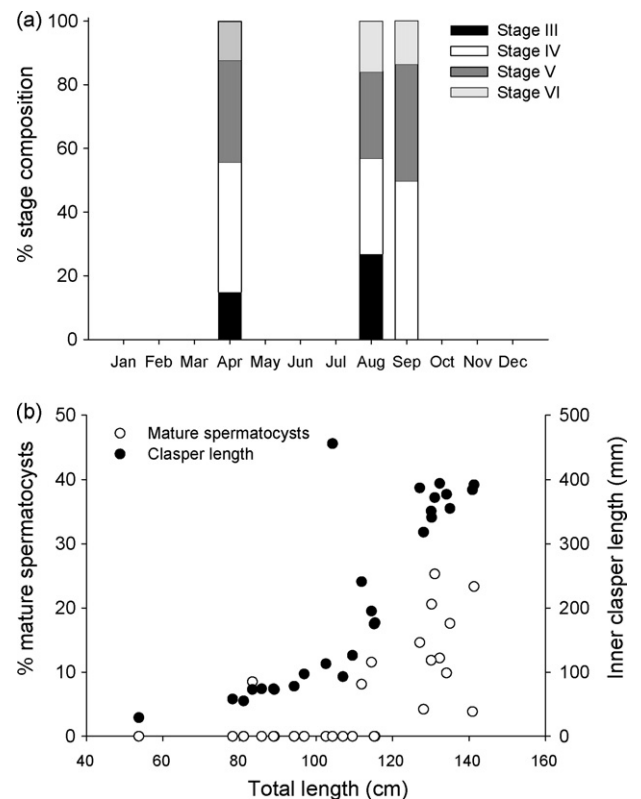 (a)
100
80
60
40
20
0
% stage composition
Stage III
Stage IV
Stage V
Stage VI
Jan Feb Mar Apr May Jun Jul Aug Sep Oct Nov Dec
(b)
50
40
30
20
10
0
% mature spermatocysts
Mature spermatocysts
Clasper length
500
400
300
200
100
0
Inner clasper length (mm)
40 60 80 100 120 140 160
Total length (cm)